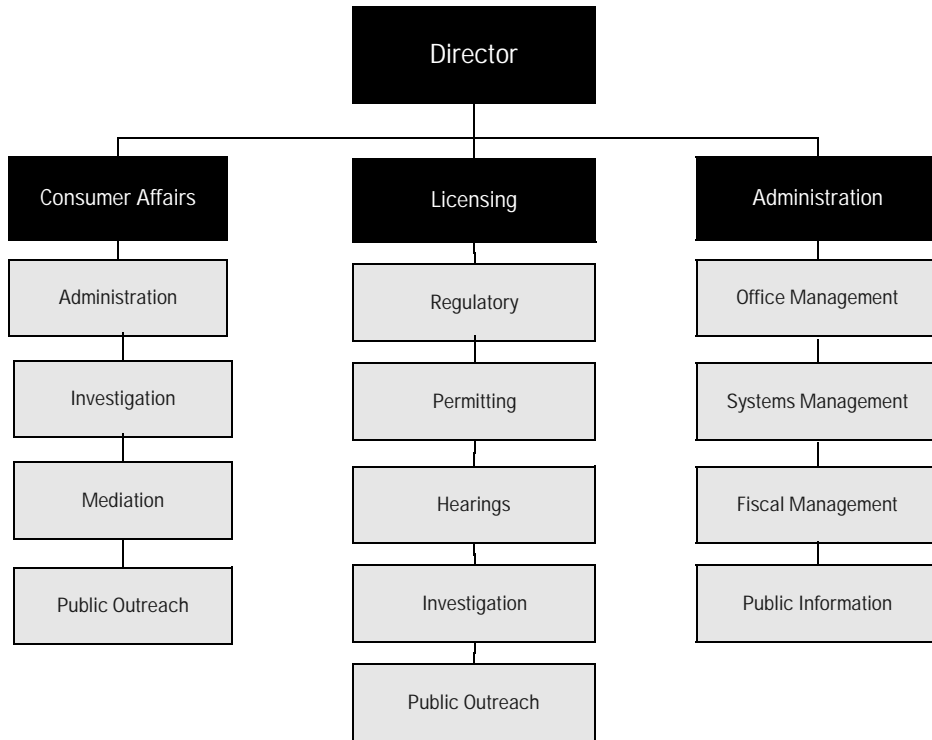 Director
Consumer Affairs
Licensing
Administration
Administration
Regulatory
Office Management
Investigation
Permitting
Systems Management
Mediation
Hearings
Fiscal Management
Public Outreach
Investigation
Public Information
Public Outreach